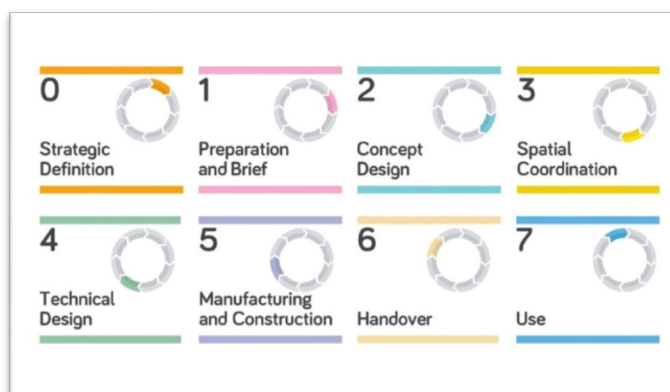 0
Strategic
Definition
1
Preparation
and Brief
2
Concept
Design
3
Spatial
Coordination
4
Technical
Design
5
Manufacturing
and Construction
6
Handover
7
Use